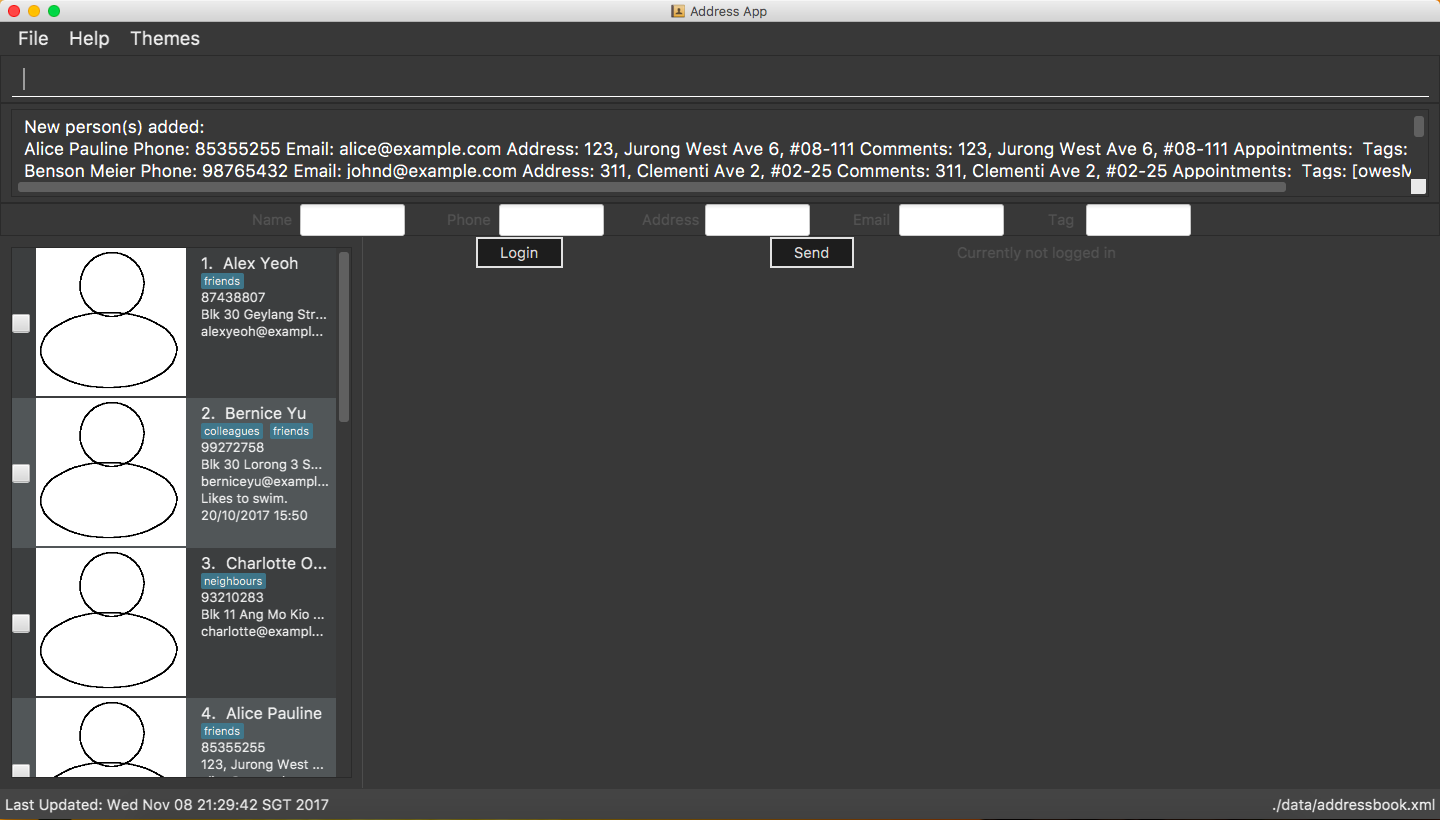 Address App
File Help Themes
New person(s) added:
Alice Pauline Phone: 85355255 Email: alice@example.com Address: 123, Jurong West Ave 6, #08-111 Comments: 123, Jurong West Ave 6, #08-111 Appointments: Tags:
Benson Meier Phone: 98765432 Email: johnd@example.com Address: 311, Clementi Ave 2, #02-25 Comments: 311, Clementi Ave 2, #02-25 Appointments: Tags: [owesM
Name Phone Address Email Tag
Login Send Currently not logged in
1. Alex Yeoh
friends
87438807
Blk 30 Geylang Str...
alexyeoh@exampl...
2. Bernice Yu
colleagues friends
99272758
Blk 30 Lorong 3 S...
berniceyu@exampl...
Likes to swim.
20/10/2017 15:50
3. Charlotte O...
neighbours
93210283
Blk 11 Ang Mo Kio ...
charlotte@exampl...
4. Alice Pauline
friends
85355255
123, Jurong West ...
Last Updated: Wed Nov 08 21:29:42 SGT 2017
./data/addressbook.xml